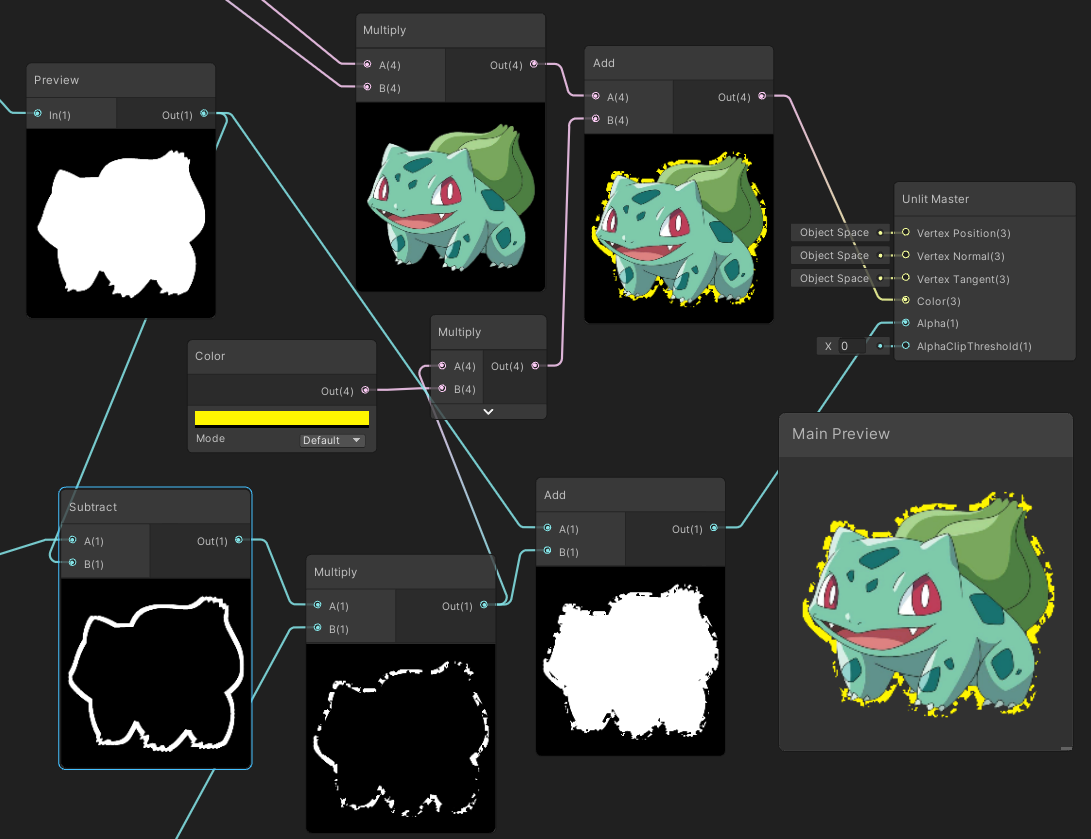 Multiply
A(4) Out(4)
B(4)
Add
A(4) Out(4)
B(4)
Preview
In(1) Out(1)
Unlit Master
Object Space Vertex Position(3)
Object Space Vertex Normal(3)
Object Space Vertex Tangent(3)
Color(3)
Alpha(1)
X 0 AlphaClipThreshold(1)
Multiply
A(4) Out(4)
B(4)
Color
Out(4)
Mode Default
Main Preview
Subtract
A(1) Out(1)
B(1)
Add
A(1) Out(1)
B(1)
Multiply
A(1) Out(1)
B(1)